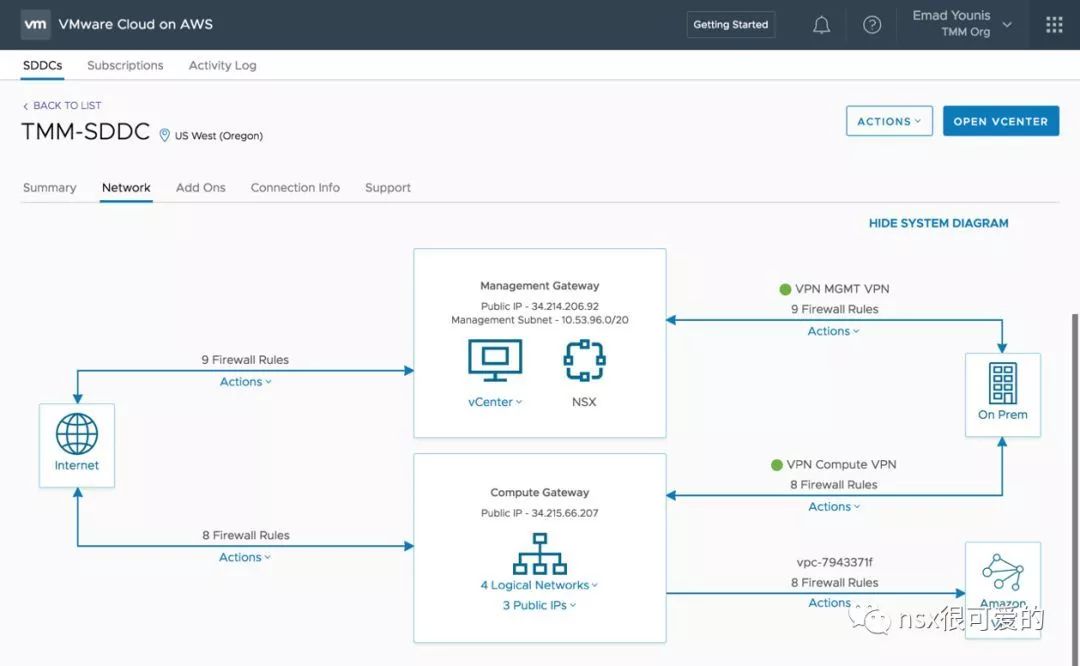 vm VMware Cloud on AWS
Getting Started
Emad Younis
TMM Org
SDDCs Subscriptions Activity Log
BACK TO LIST
TMM-SDDC US West (Oregon)
ACTIONS
OPEN VCENTER
Summary Network Add Ons Connection Info Support
HIDE SYSTEM DIAGRAM
Management Gateway
Public IP - 34.214.206.92
Management Subnet - 10.53.96.0/20
vCenter
NSX
VPN MGMT VPN
9 Firewall Rules
Actions
9 Firewall Rules
Actions
Internet
On Prem
Compute Gateway
Public IP - 34.215.66.207
4 Logical Networks
3 Public IPs
VPN Compute VPN
8 Firewall Rules
Actions
8 Firewall Rules
Actions
vpc-7943371f
8 Firewall Rules
Actions
Amazon
nsx很可爱的